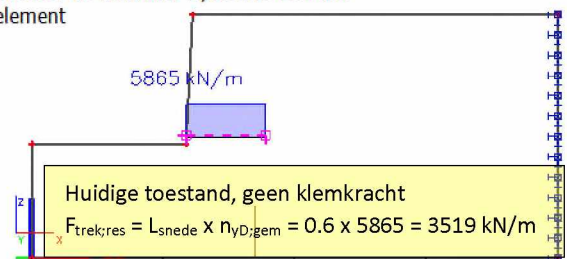 element
5865 kN/m
Huidige toestand, geen klemkracht
Ftrek;res = Lsnede x nyD;gem = 0.6 x 5865 = 3519 kN/m
Z
Y
X